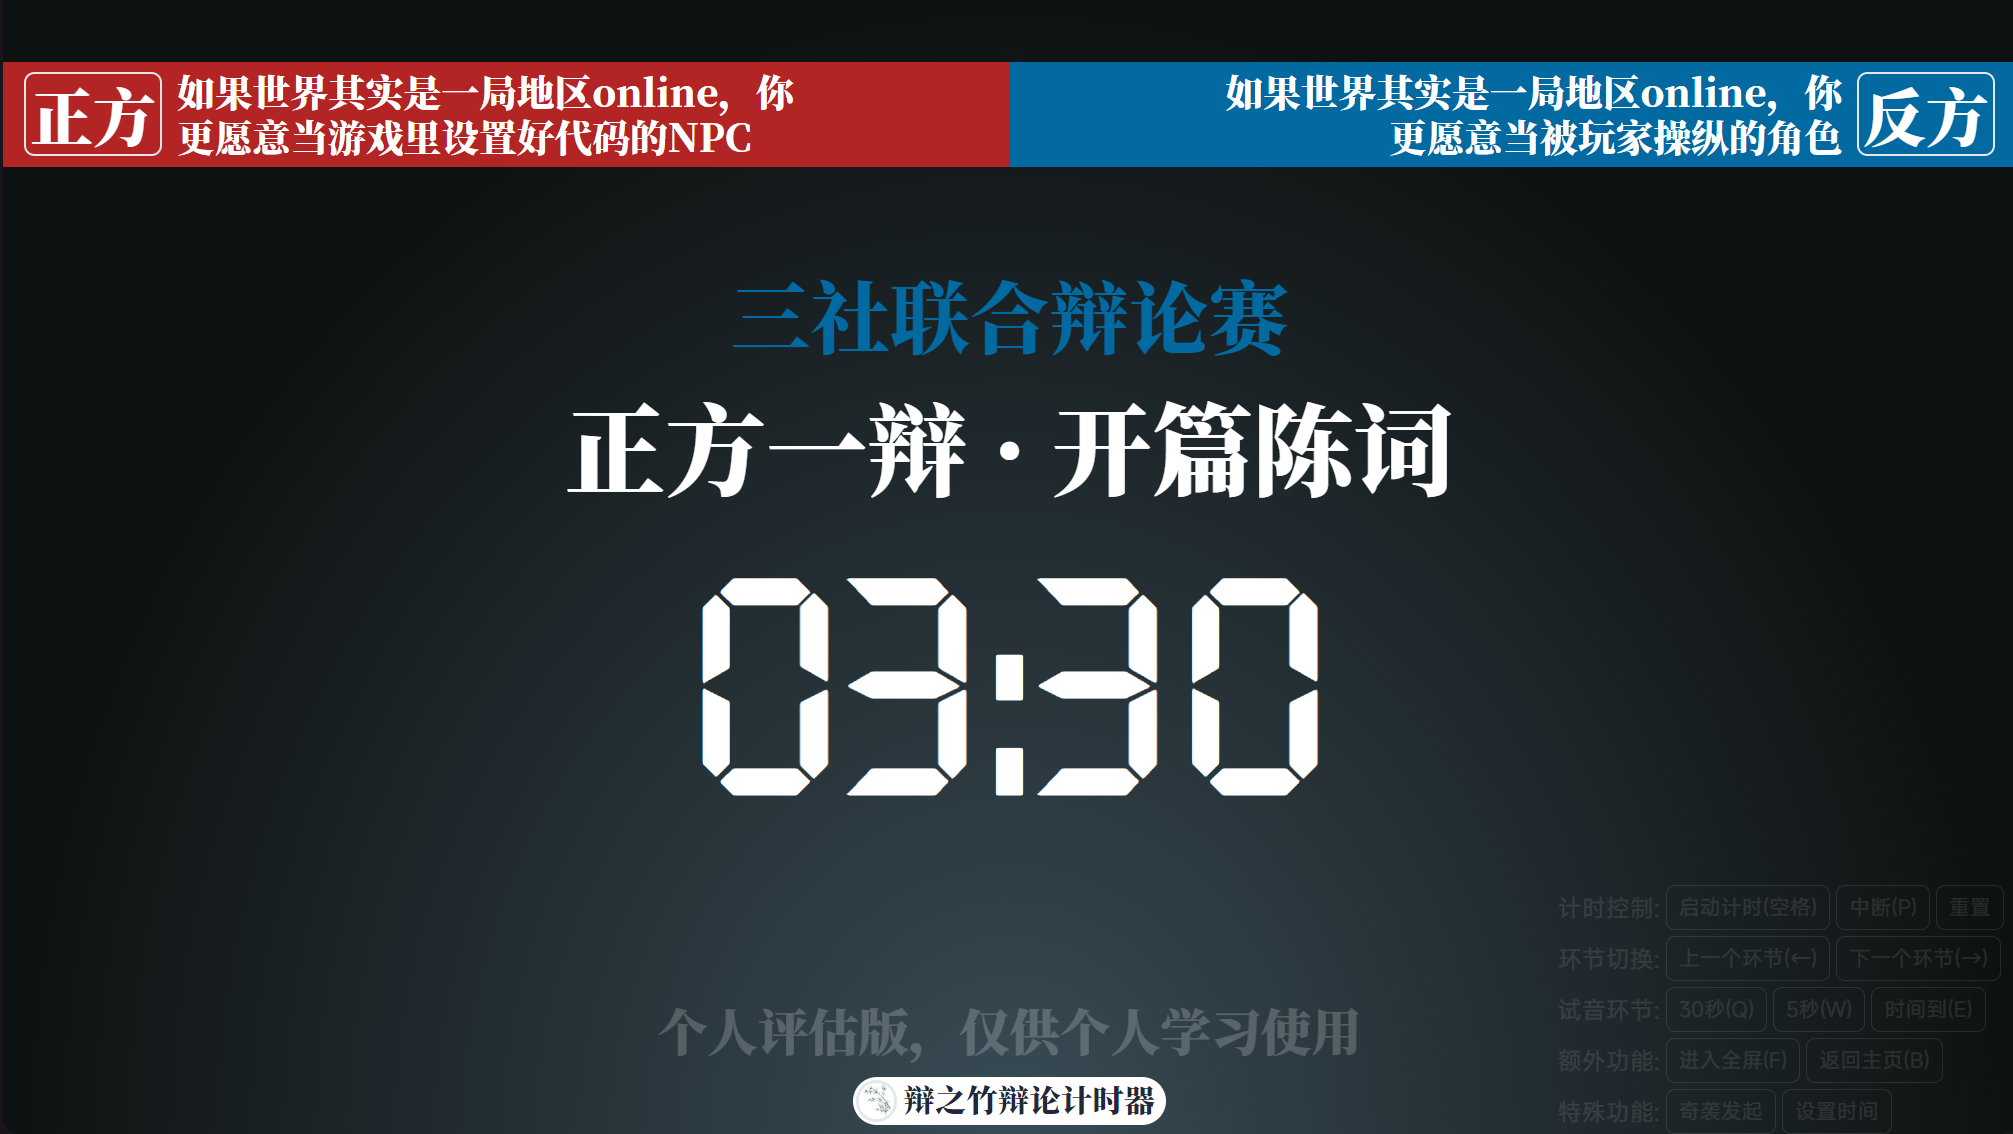 正方
如果世界其实是一局地区online，你
更愿意当游戏里设置好代码的NPC
如果世界其实是一局地区online，你
更愿意当被玩家操纵的角色
反方
三社联合辩论赛
正方一辩·开篇陈词
03:30
计时控制: 启动计时(空格) 中断(P) 重置
环节切换: 上一个环节(←) 下一个环节(→)
试音环节: 30秒(Q) 5秒(W) 时间到(E)
额外功能: 进入全屏(F) 返回主页(B)
特殊功能: 奇袭发起 设置时间
个人评估版，仅供个人学习使用
辩之竹辩论计时器